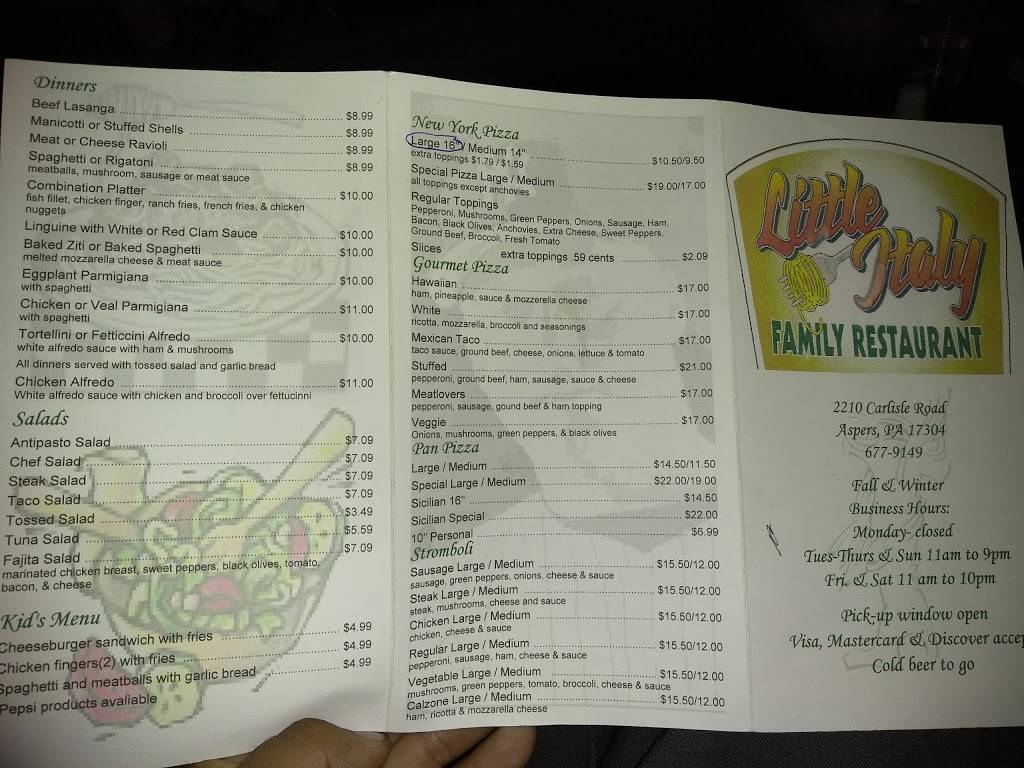 Dinners
Beef Lasanga $8.99
Manicotti or Stuffed Shells $8.99
Meat or Cheese Ravioli $8.99
Spaghetti or Rigatoni $8.99
meatballs, mushroom, sausage or meat sauce
Combination Platter $10.00
fish fillet, chicken finger, ranch fries, french fries, & chicken
nuggets
Linguine with White or Red Clam Sauce $10.00
Baked Ziti or Baked Spaghetti $10.00
melted mozzarella cheese & meat sauce
Eggplant Parmigiana $10.00
with spaghetti
Chicken or Veal Parmigiana $11.00
with spaghetti
Tortellini or Fetticcini Alfredo $10.00
white alfredo sauce with ham & mushrooms
All dinners served with tossed salad and garlic bread
Chicken Alfredo $11.00
White alfredo sauce with chicken and broccoli over fettucinni
Salads
Antipasto Salad $7.09
Chef Salad $7.09
Steak Salad $7.09
Taco Salad $7.09
Tossed Salad $3.49
Tuna Salad $5.59
Fajita Salad $7.09
marinated chicken breast, sweet peppers, black olives, tomato,
bacon, & cheese
Kid's Menu
Cheeseburger sandwich with fries $4.99
Chicken fingers(2) with fries $4.99
Spaghetti and meatballs with garlic bread $4.99
Pepsi products avaliable
New York Pizza
Large 16"/ Medium 14" $10.50/9.50
extra toppings $1.79 / $1.59
Special Pizza Large / Medium $19.00/17.00
all toppings except anchovies
Regular Toppings
Pepperoni, Mushrooms, Green Peppers, Onions, Sausage, Ham,
Bacon, Black Olives, Anchovies, Extra Cheese, Sweet Peppers,
Ground Beef, Broccoli, Fresh Tomato
Slices extra toppings .59 cents $2.09
Gourmet Pizza
Hawaiian $17.00
ham, pineapple, sauce & mozzerella cheese
White $17.00
ricotta, mozzarella, broccoli and seasonings
Mexican Taco $17.00
taco sauce, ground beef, cheese, onions, lettuce & tomato
Stuffed $21.00
pepperoni, ground beef, ham, sausage, sauce & cheese
Meatlovers $17.00
pepperoni, sausage, gound beef & ham topping
Veggie $17.00
Onions, mushrooms, green peppers, & black olives
Pan Pizza
Large / Medium $14.50/11.50
Special Large / Medium $22.00/19.00
Sicilian 16" $14.50
Sicilian Special $22.00
10" Personal $6.99
Stromboli
Sausage Large / Medium $15.50/12.00
sausage, green peppers, onions, cheese & sauce
Steak Large / Medium $15.50/12.00
steak, mushrooms, cheese and sauce
Chicken Large / Medium $15.50/12.00
chicken, cheese & sauce
Regular Large / Medium $15.50/12.00
pepperoni, sausage, ham, cheese & sauce
Vegetable Large / Medium $15.50/12.00
mushrooms, green peppers, tomato, broccoli, cheese & sauce
Calzone Large / Medium $15.50/12.00
ham, ricotta & mozzarella cheese
Little
Italy
FAMILY RESTAURANT
2210 Carlisle Road
Aspers, PA 17304
677-9149
Fall & Winter
Business Hours:
Monday- closed
Tues-Thurs & Sun 11am to 9pm
Fri. & Sat 11 am to 10pm
Pick-up window open
Visa, Mastercard & Discover accep
Cold beer to go